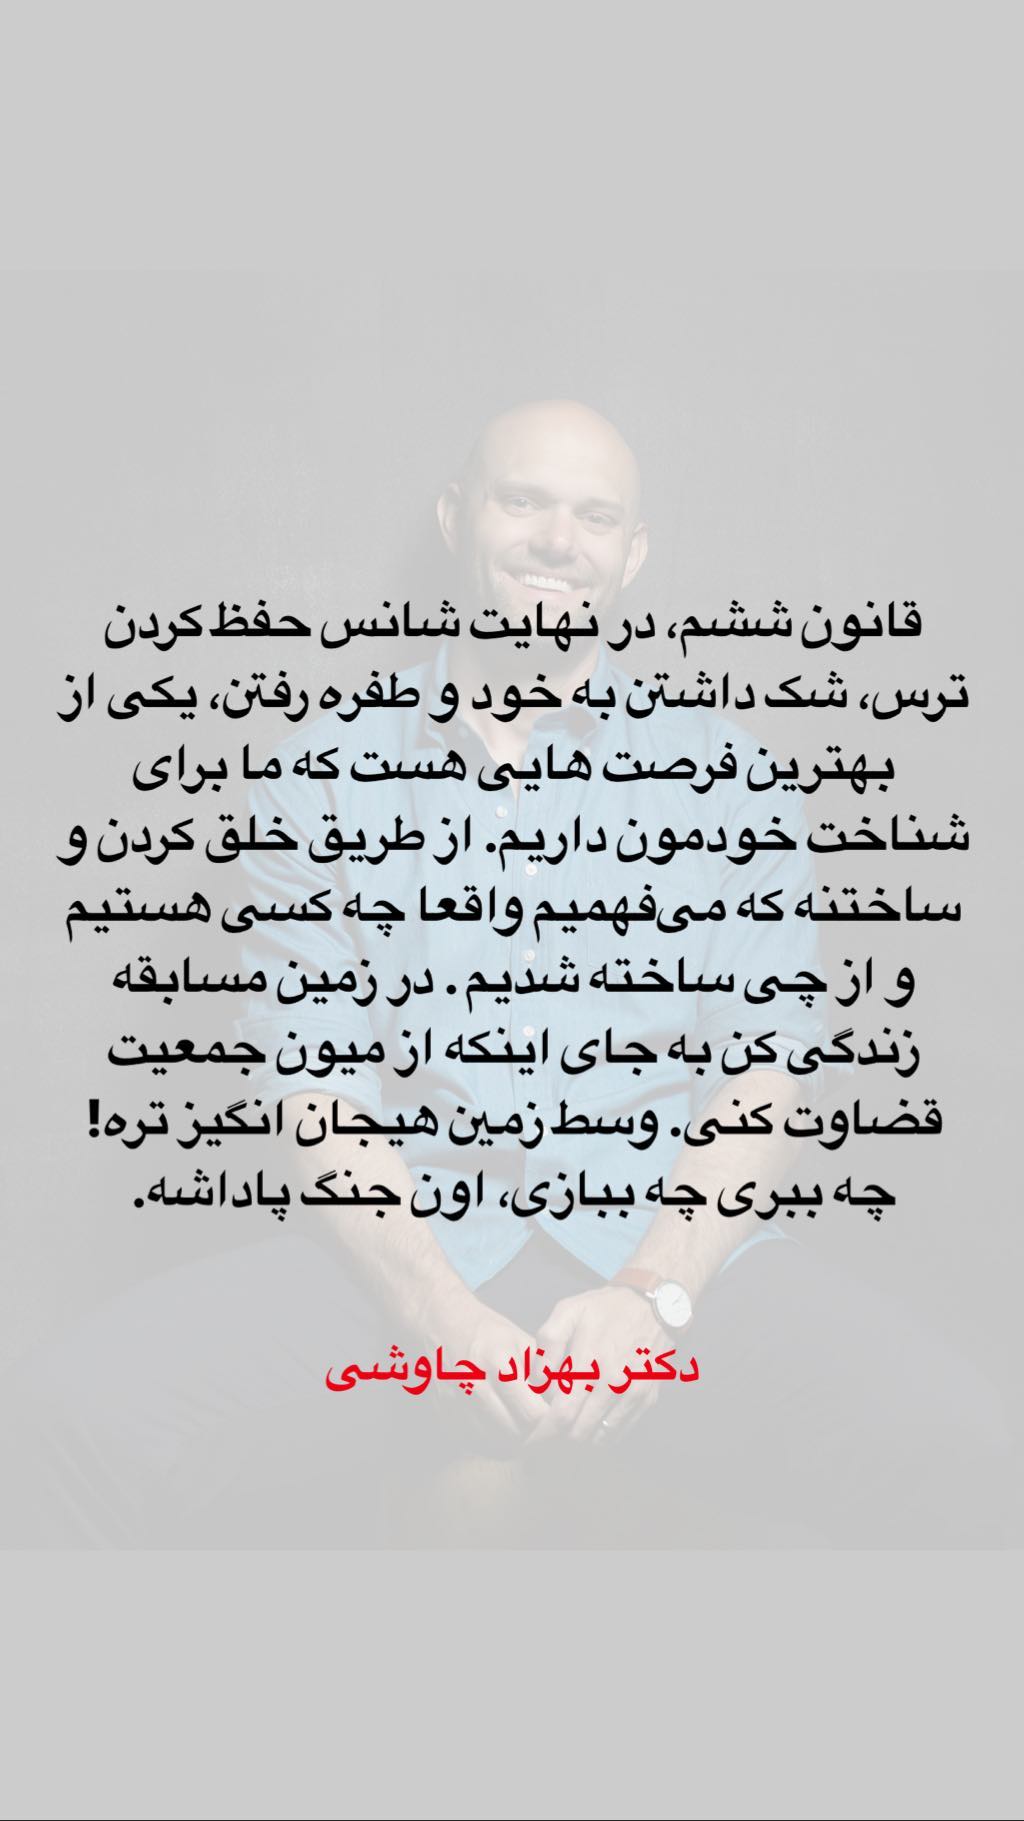 قانون ششم، در نهایت شانس حفظ کردن
ترس، شک داشتن به خود و طفره رفتن، یکی از
بهترین فرصت هایی هست که ما برای
شناخت خودمون داریم. از طریق خلق کردن و
ساختنه که می‌فهمیم واقعا چه کسی هستیم
و از چی ساخته شدیم . در زمین مسابقه
زندگی کن به جای اینکه از میون جمعیت
قضاوت کنی. وسط زمین هیجان انگیز تره!
چه ببری چه ببازی، اون جنگ پاداشه.
دکتر بهزاد چاوشی